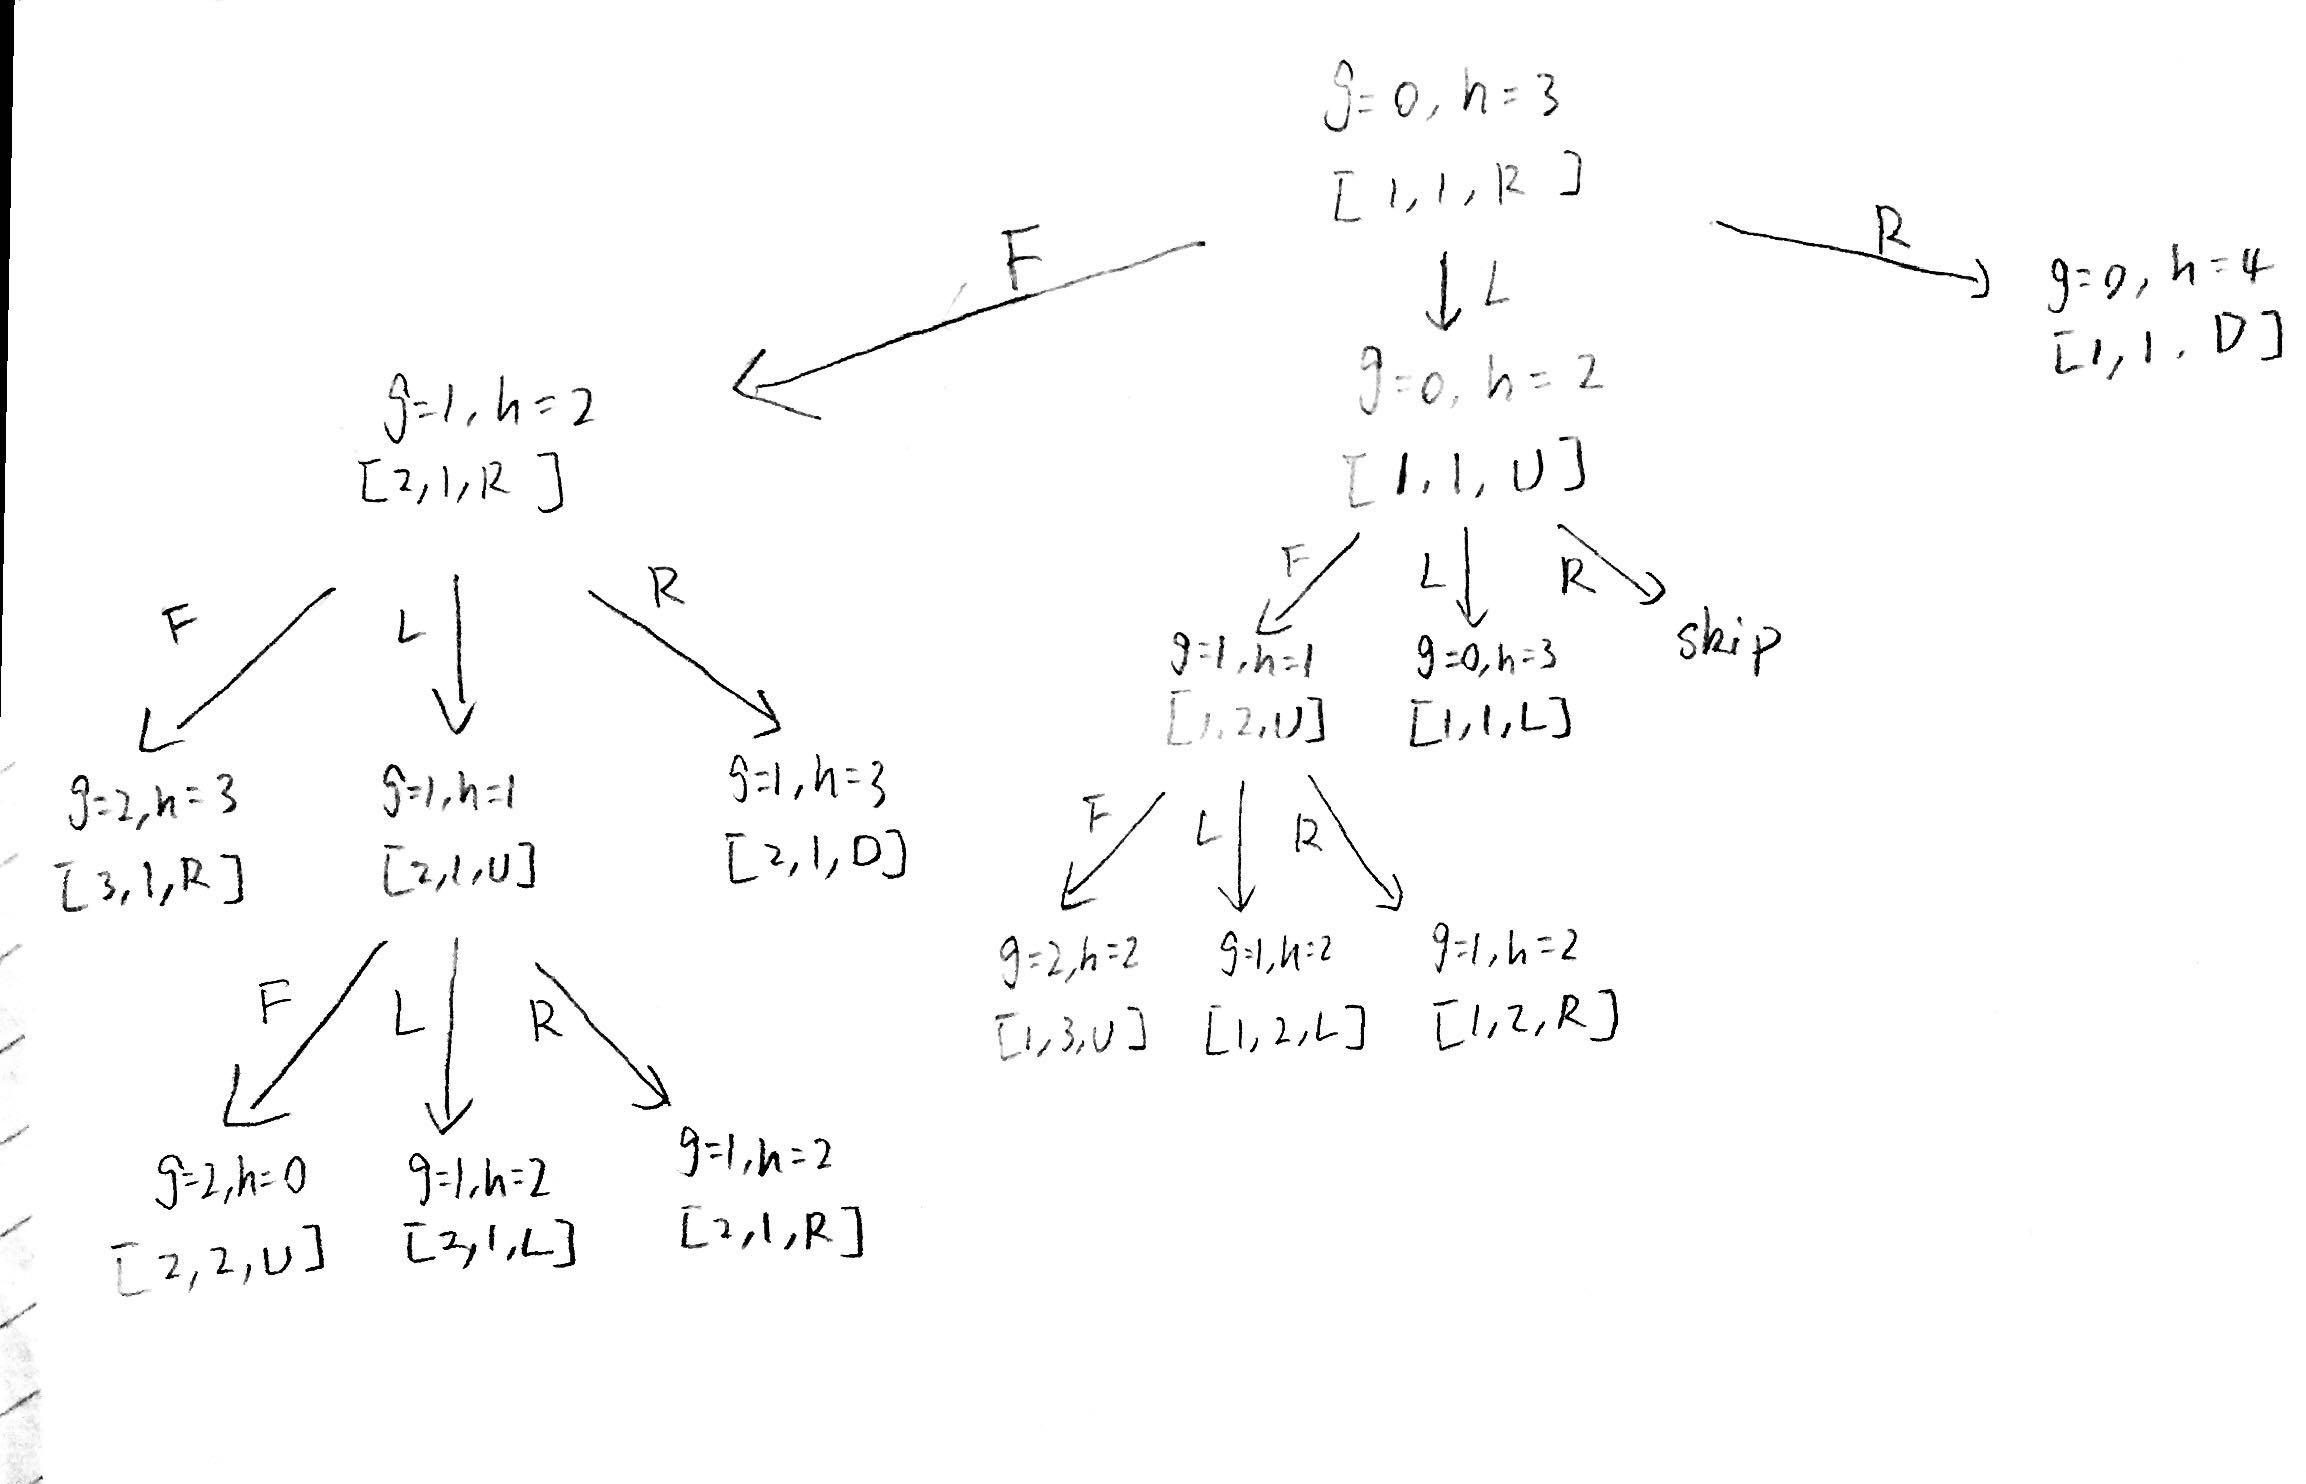 g=0, h=3
[1,1,R]
F
L
R
g=0, h=4
[1,1,D]
g=1, h=2
[2,1,R]
g=0, h=2
[1,1,U]
F
L
R
F
L
R
skip
g=1, h=1
[1,2,U]
g=0, h=3
[1,1,L]
g=2, h=3
[3,1,R]
g=1, h=1
[2,1,U]
g=1, h=3
[2,1,D]
F
L
R
g=2, h=2
[1,3,U]
g=1, h=2
[1,2,L]
g=1, h=2
[1,2,R]
F
L
R
g=2, h=0
[2,2,U]
g=1, h=2
[2,1,L]
g=1, h=2
[2,1,R]